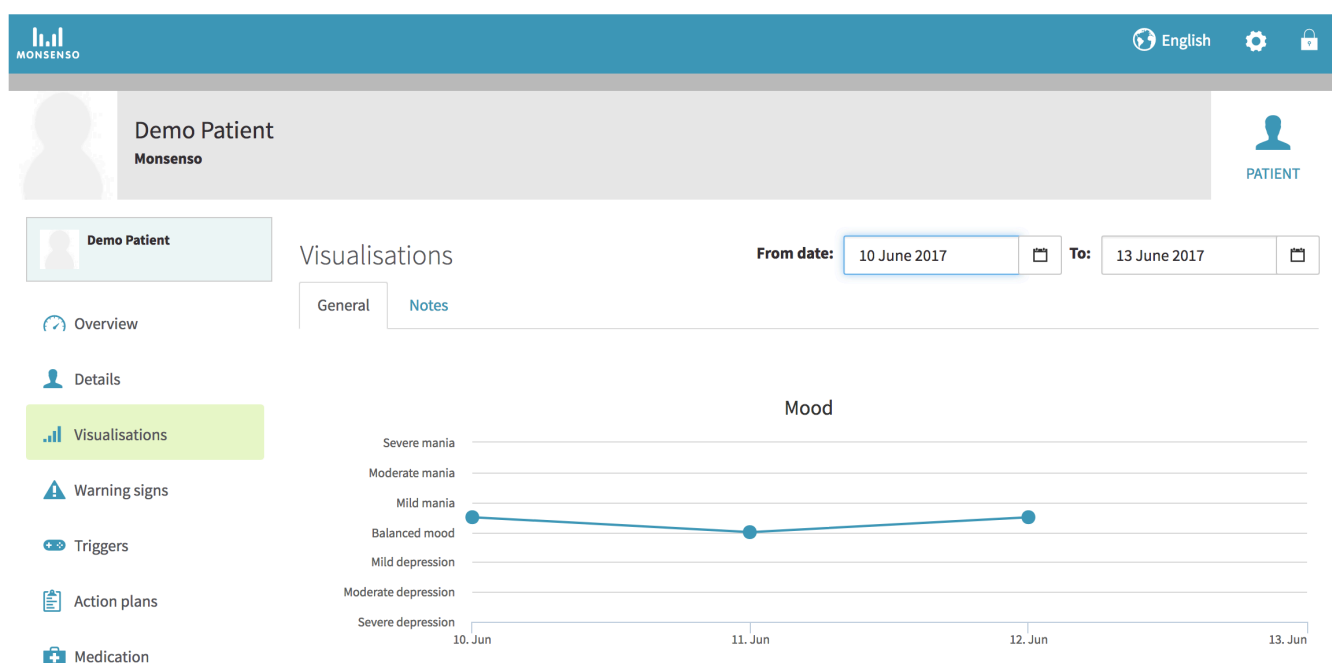 MONSENSO
English
Demo Patient
Monsenso
PATIENT
Demo Patient
Visualisations
From date:
10 June 2017
To:
13 June 2017
General
Notes
Overview
Details
Visualisations
Warning signs
Triggers
Action plans
Medication
Mood
Severe mania
Moderate mania
Mild mania
Balanced mood
Mild depression
Moderate depression
Severe depression
10. Jun
11. Jun
12. Jun
13. Jun